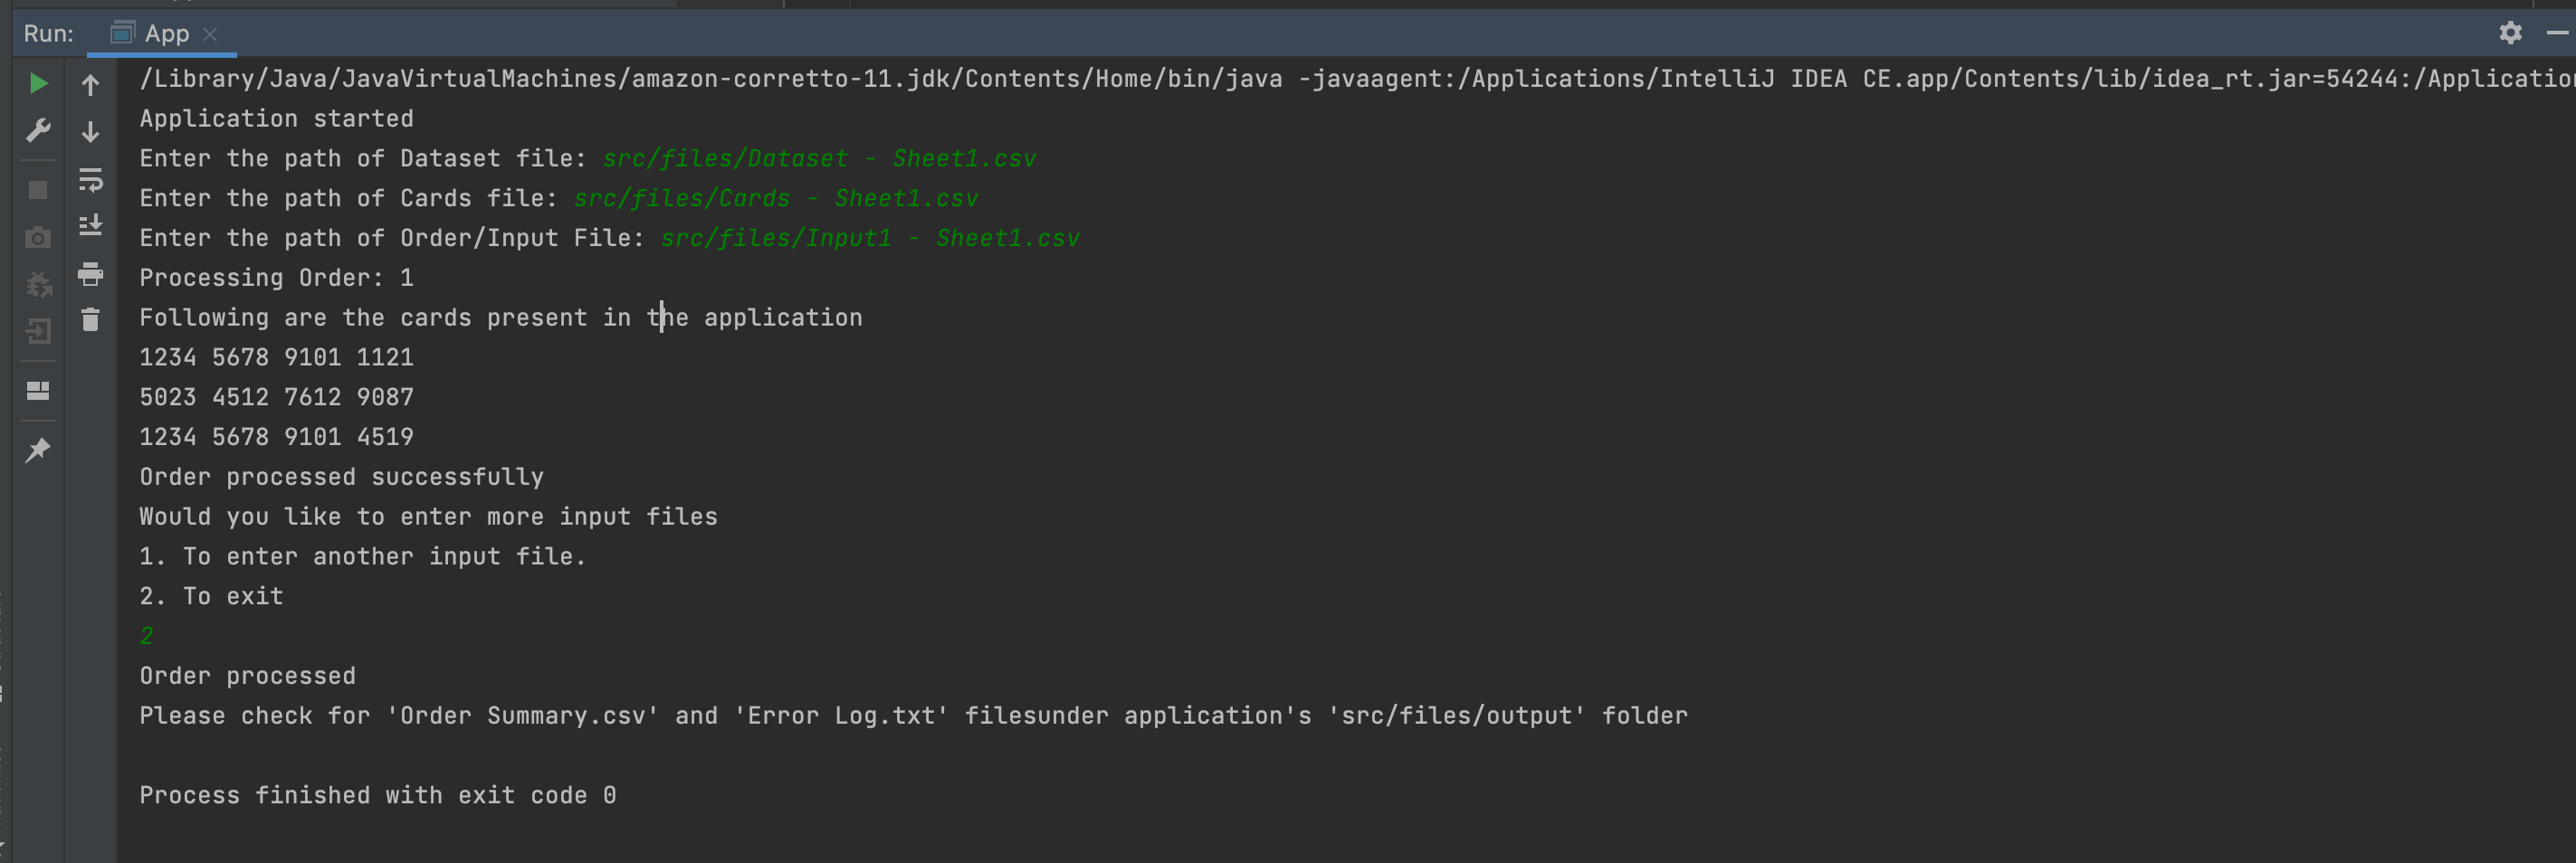 Run: App
/Library/Java/JavaVirtualMachines/amazon-corretto-11.jdk/Contents/Home/bin/java -javaagent:/Applications/IntelliJ IDEA CE.app/Contents/lib/idea_rt.jar=54244:/Application
Application started
Enter the path of Dataset file: src/files/Dataset - Sheet1.csv
Enter the path of Cards file: src/files/Cards - Sheet1.csv
Enter the path of Order/Input File: src/files/Input1 - Sheet1.csv
Processing Order: 1
Following are the cards present in the application
1234 5678 9101 1121
5023 4512 7612 9087
1234 5678 9101 4519
Order processed successfully
Would you like to enter more input files
1. To enter another input file.
2. To exit
2
Order processed
Please check for 'Order Summary.csv' and 'Error Log.txt' filesunder application's 'src/files/output' folder
Process finished with exit code 0